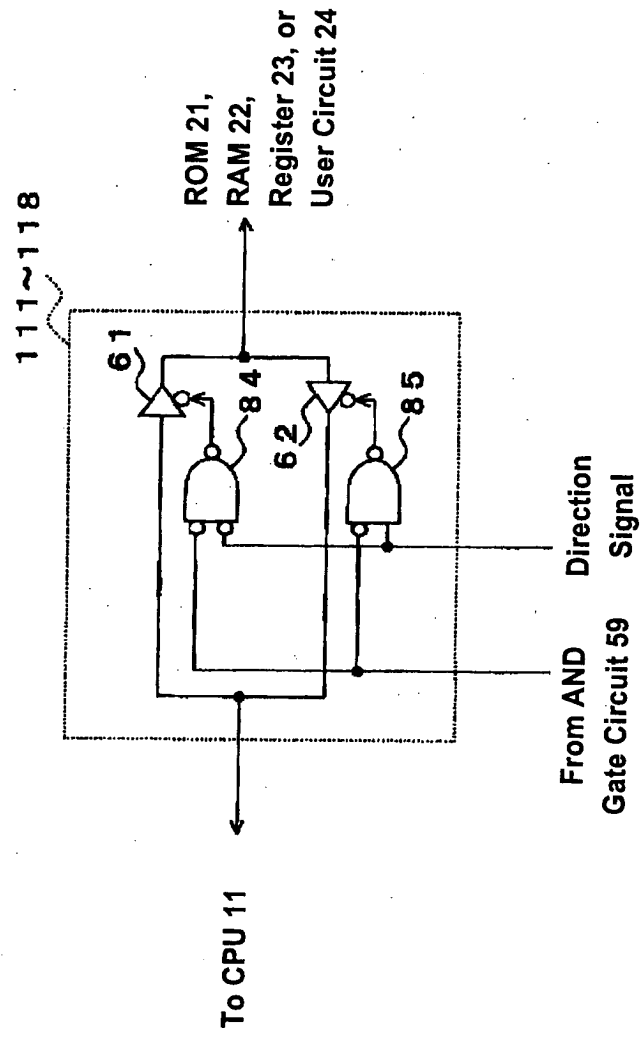 111~118
ROM 21,
RAM 22,
Register 23, or
User Circuit 24
61
84
62
85
To CPU 11
From AND
Gate Circuit 59
Direction
Signal